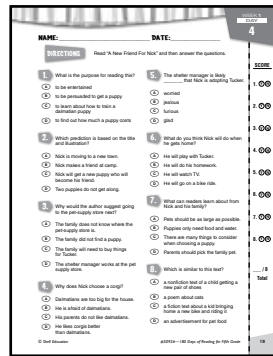 WEEK 5
DAY
4
NAME: DATE:
DIRECTIONS Read "A New Friend For Nick" and then answer the questions.
SCORE
1. What is the purpose for reading this?
A to be entertained
B to be persuaded to get a puppy
C to learn about how to train a
dalmatian puppy
D to find out how much a puppy costs
2. Which prediction is based on the title
and illustration?
A Nick is moving to a new town.
B Nick makes a friend at camp.
C Nick will get a new puppy who will
become his friend.
D Two puppies do not get along.
3. Why would the author suggest going
to the pet-supply store next?
A The family does not know where the
pet-supply store is.
B The family did not find a puppy.
C The family will need to buy things
for Tucker.
D The shelter manager works at the pet
supply store.
4. Why does Nick choose a corgi?
A Dalmatians are too big for the house.
B He is afraid of dalmatians.
C His parents do not like dalmatians.
D He likes corgis better
than dalmatians.
5. The shelter manager is likely
that Nick is adopting Tucker.
A worried
B jealous
C furious
D glad
6. What do you think Nick will do when
he gets home?
A He will play with Tucker.
B He will do his homework.
C He will watch TV.
D He will go on a bike ride.
7. What can readers learn about from
Nick and his family?
A Pets should be as large as possible.
B Puppies only need food and water.
C There are many things to consider
when choosing a puppy.
D Parents should pick the family pet.
8. Which is similar to this text?
A a nonfiction text of a child getting a
new pair of shoes
B a poem about cats
C a fiction text about a kid bringing
home a new bike and riding it
D an advertisement for pet food
1. Y N
2. Y N
3. Y N
4. Y N
5. Y N
6. Y N
7. Y N
8. Y N
/ 8
Total
© Shell Education #50926—180 Days of Reading for Fifth Grade 19